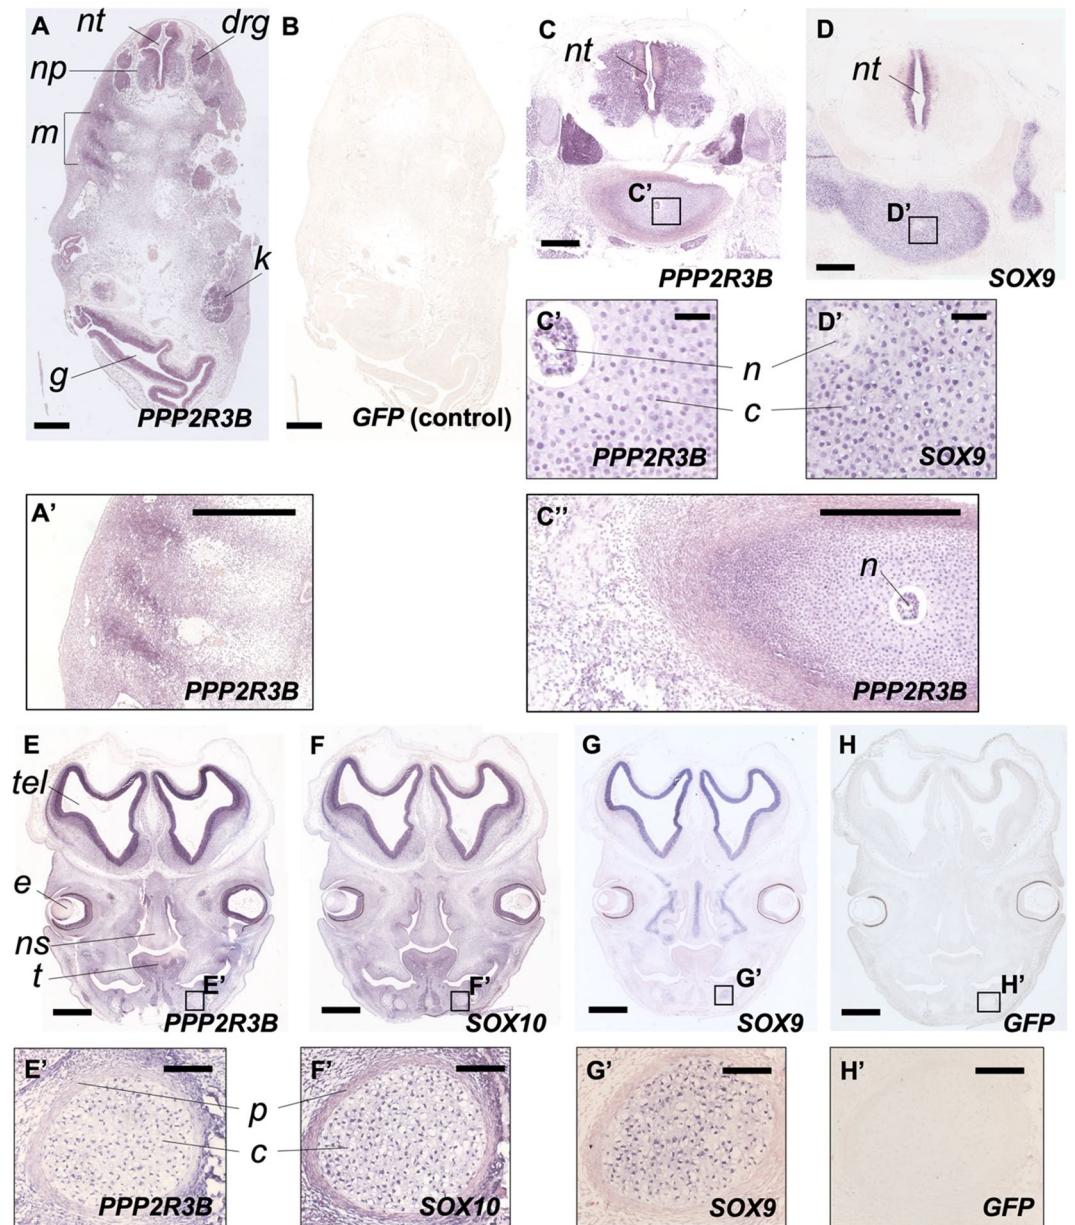 A nt drg
np
m
k
g
PPP2R3B
B
GFP (control)
C
nt
C’
PPP2R3B
D
nt
D’
SOX9
C’
PPP2R3B
n
c
D’
SOX9
A’
PPP2R3B
C’’
n
PPP2R3B
E
tel
e
ns
t
E’
PPP2R3B
F
F’
SOX10
G
G’
SOX9
H
H’
GFP
E’
p
c
PPP2R3B
F’
SOX10
G’
SOX9
H’
GFP